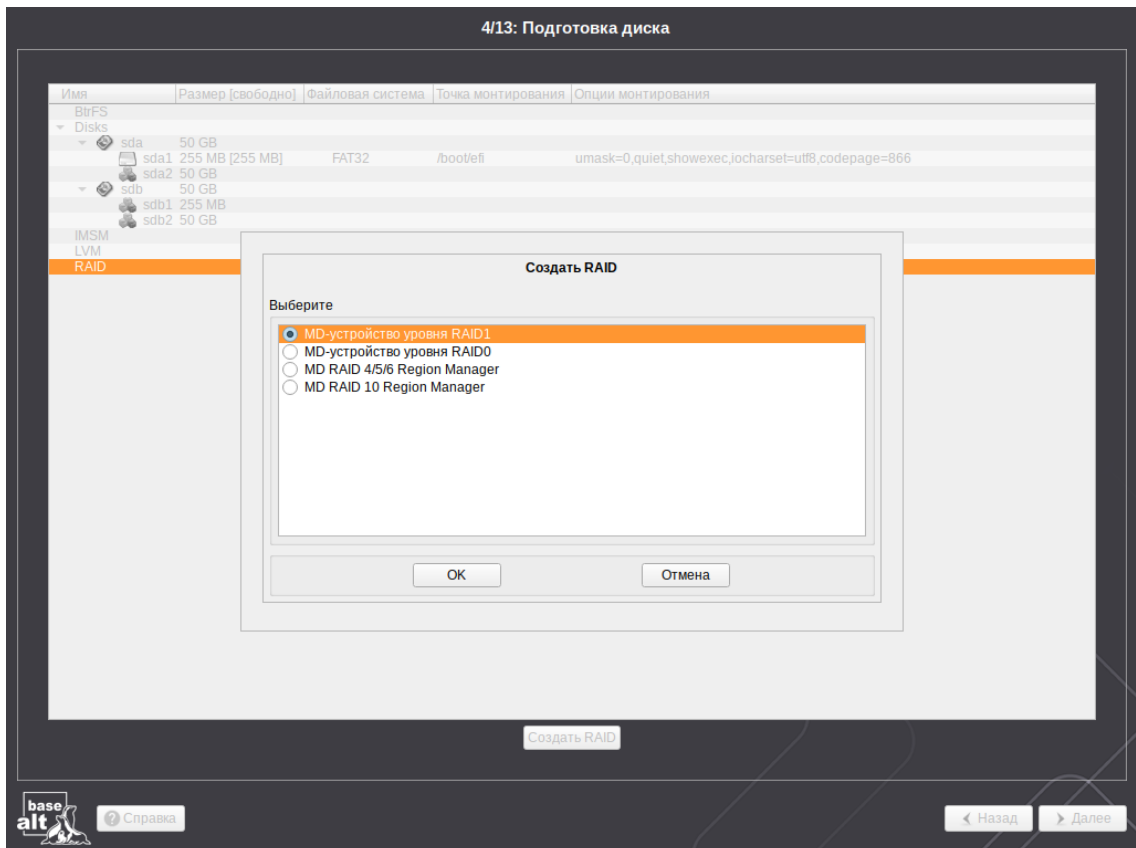 4/13: Подготовка диска
Имя Размер [свободно] Файловая система Точка монтирования Опции монтирования
BtrFS
Disks
sda 50 GB
sda1 255 MB [255 MB] FAT32 /boot/efi umask=0,quiet,showexec,iocharset=utf8,codepage=866
sda2 50 GB
sdb 50 GB
sdb1 255 MB
sdb2 50 GB
IMSM
LVM
RAID
Создать RAID
Выберите
MD-устройство уровня RAID1
MD-устройство уровня RAID0
MD RAID 4/5/6 Region Manager
MD RAID 10 Region Manager
OK Отмена
Создать RAID
base
alt
Справка Назад Далее